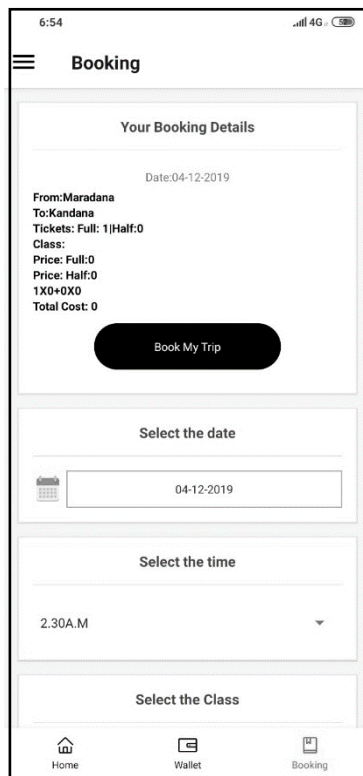 6:54
4G
Booking
Your Booking Details
Date:04-12-2019
From:Maradana
To:Kandana
Tickets: Full: 1|Half:0
Class:
Price: Full:0
Price: Half:0
1X0+0X0
Total Cost: 0
Book My Trip
Select the date
04-12-2019
Select the time
2.30A.M
Select the Class
Home
Wallet
Booking